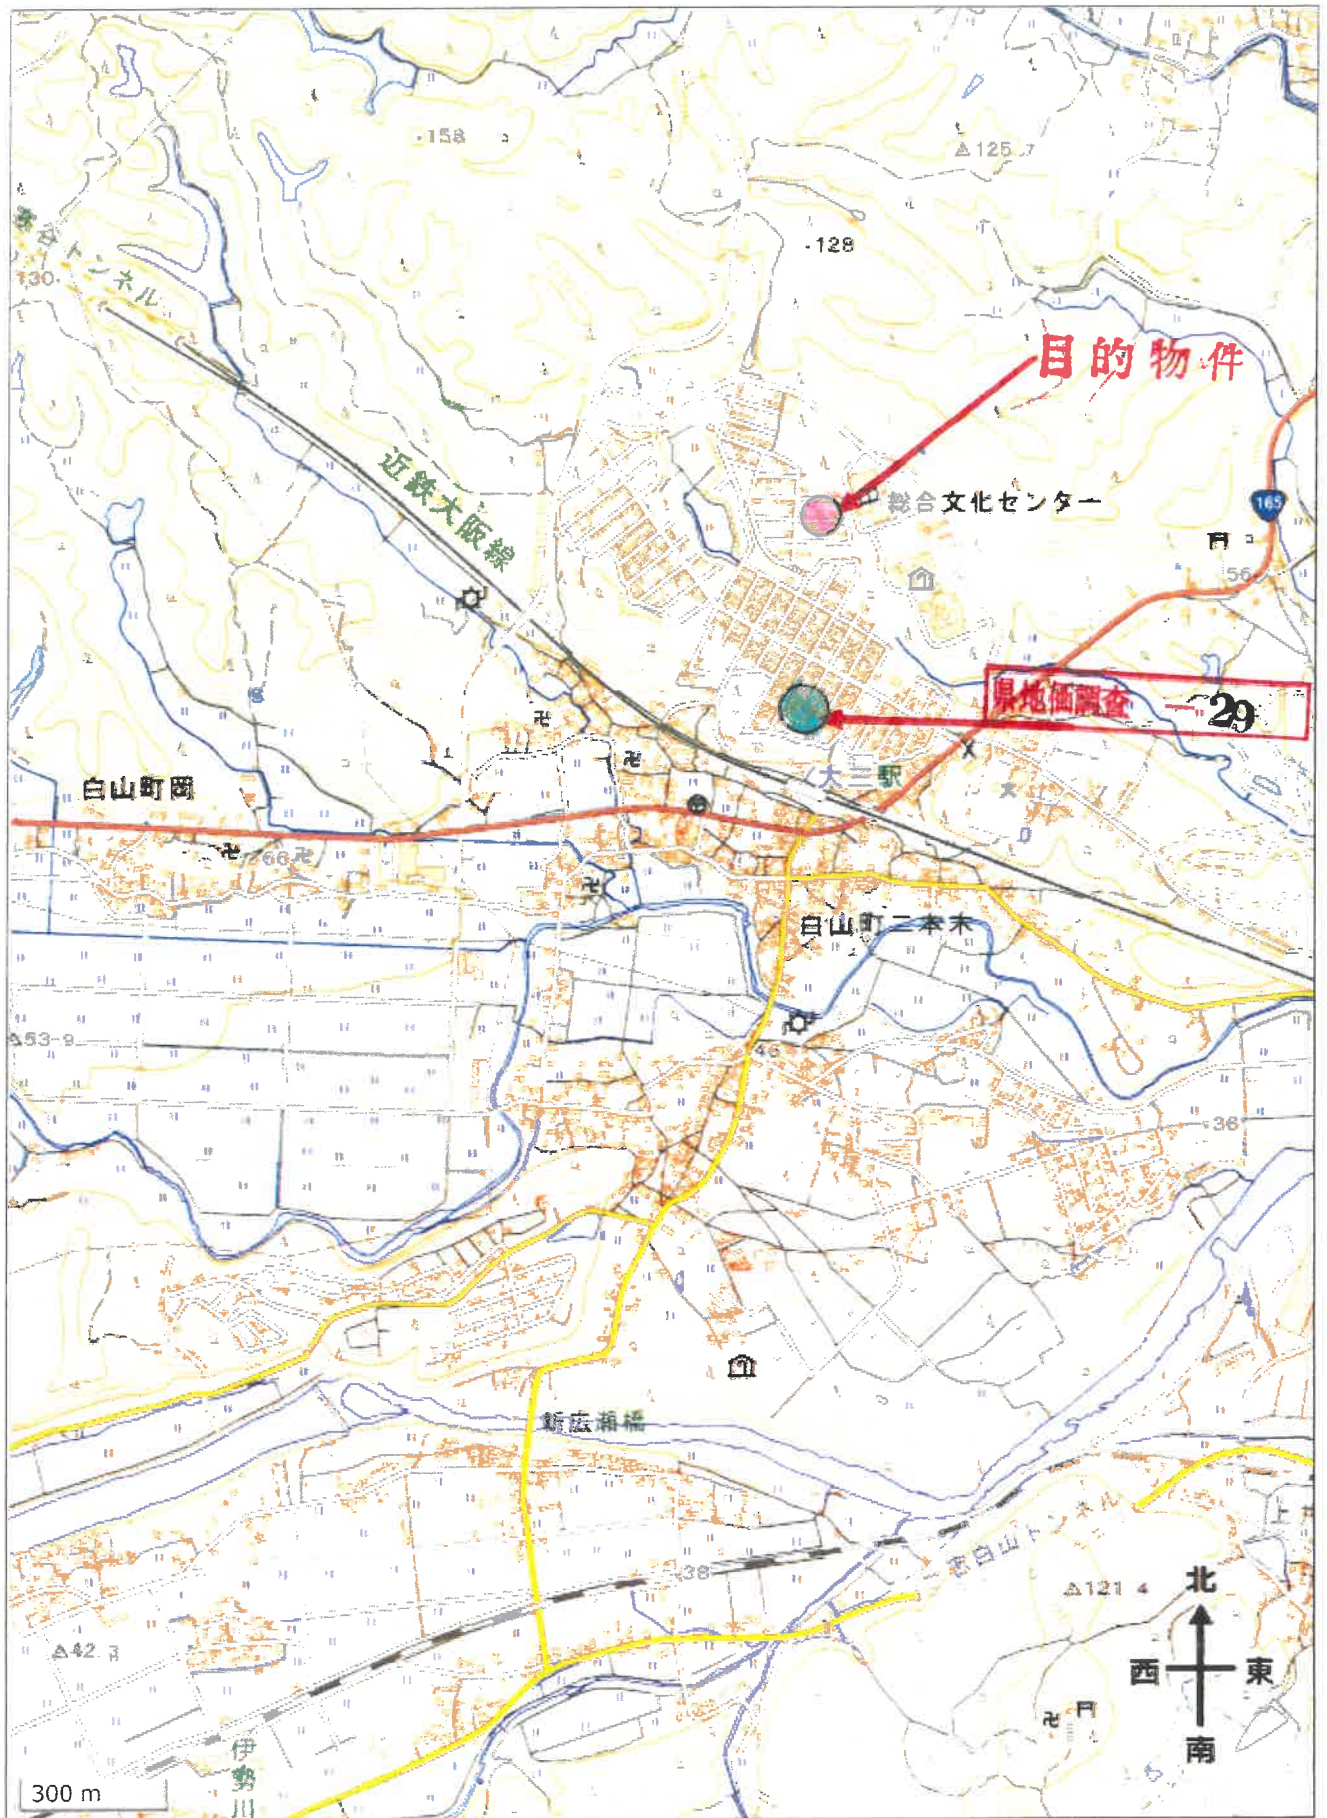 ・158
△125.7
・128
トンネル
130
目的物件
近鉄大阪線
総合文化センター
165
56
県地価調査 — 29
大三駅
白山町岡
66
白山町二本木
△53.9
46
36
新広瀬橋
38
白山トンネル
△121.4
上
△42.3
北
西 東
南
伊勢川
300 m